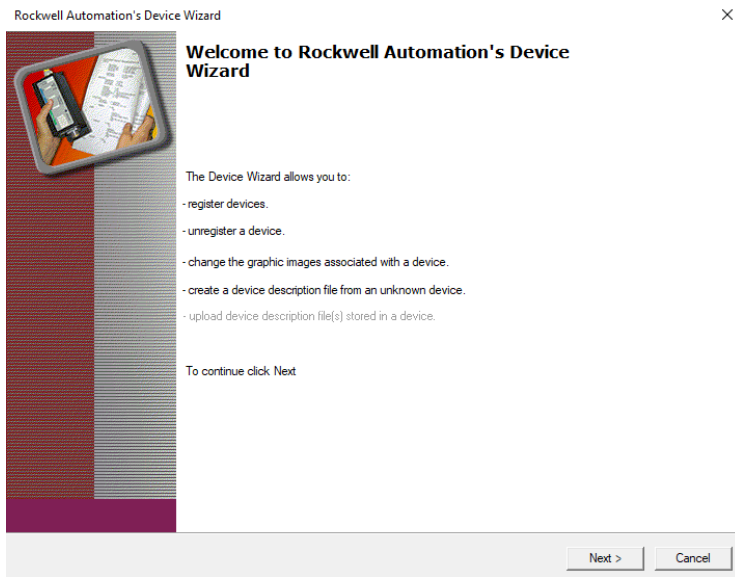 Rockwell Automation's Device Wizard
Welcome to Rockwell Automation's Device
Wizard
The Device Wizard allows you to:
- register devices.
- unregister a device.
- change the graphic images associated with a device.
- create a device description file from an unknown device.
- upload device description file(s) stored in a device.
To continue click Next
Next >
Cancel